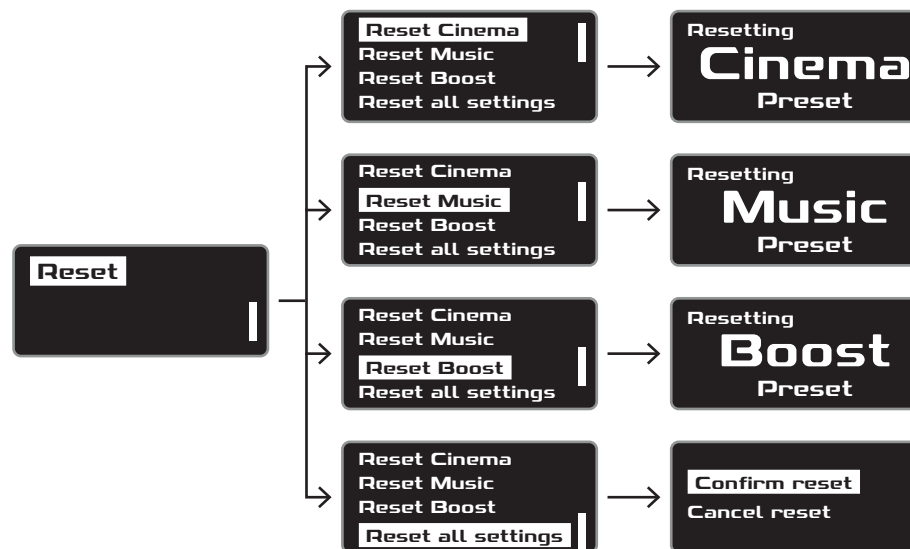 Reset Cinema
Reset Music
Reset Boost
Reset all settings
Resetting
Cinema
Preset
Reset Cinema
Reset Music
Reset Boost
Reset all settings
Resetting
Music
Preset
Reset
Reset Cinema
Reset Music
Reset Boost
Reset all settings
Resetting
Boost
Preset
Reset Cinema
Reset Music
Reset Boost
Reset all settings
Confirm reset
Cancel reset